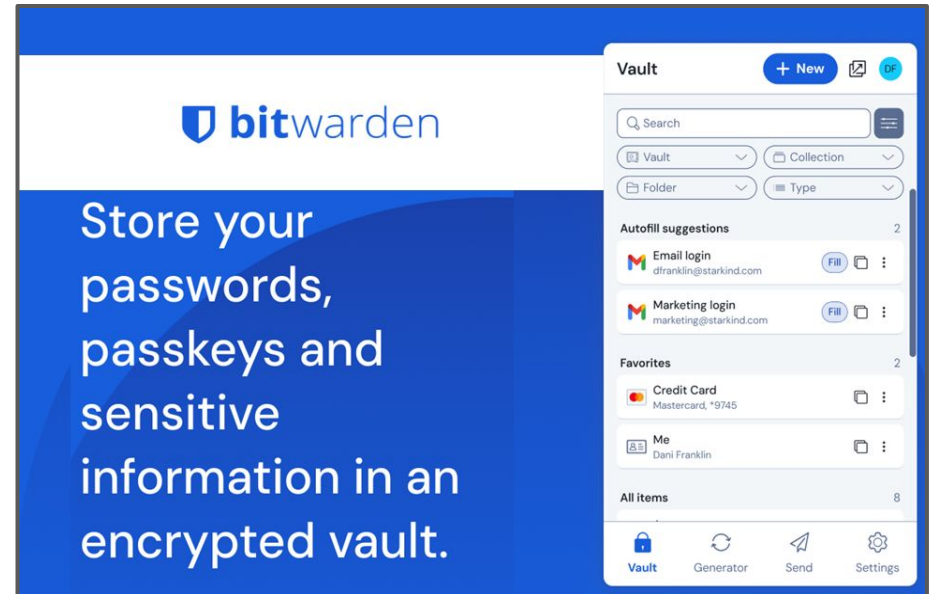 bitwarden
Store your
passwords,
passkeys and
sensitive
information in an
encrypted vault.
Vault
+ New
DF
Search
Vault
Collection
Folder
Type
Autofill suggestions 2
Email login
dfranklin@starkind.com
Fill
Marketing login
marketing@starkind.com
Fill
Favorites 2
Credit Card
Mastercard, *9745
Me
Dani Franklin
All items 8
Vault Generator Send Settings